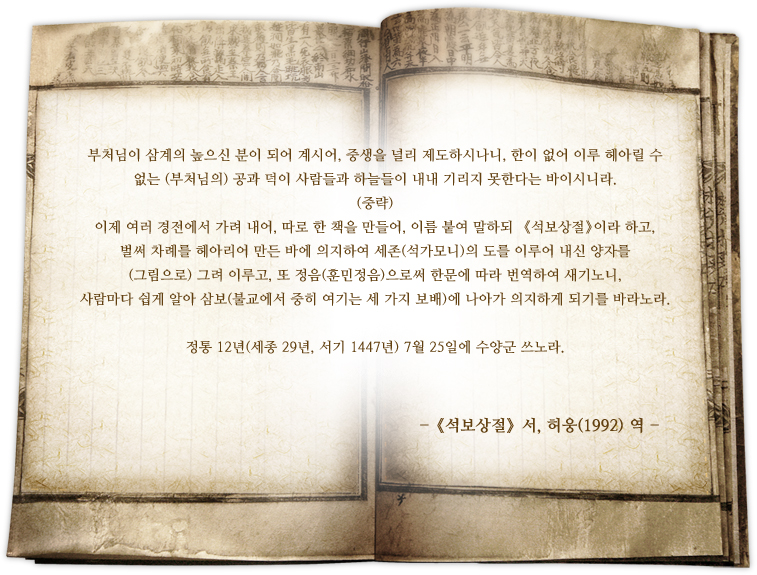 부처님이 삼계의 높으신 분이 되어 계시어, 중생을 널리 제도하시나니, 한이 없어 이루 헤아릴 수
없는 (부처님의) 공과 덕이 사람들과 하늘들이 내내 기리지 못한다는 바이시니라.
(중략)
이제 여러 경전에서 가려 내어, 따로 한 책을 만들어, 이름 붙여 말하되 《석보상절》이라 하고,
벌써 차례를 헤아리어 만든 바에 의지하여 세존(석가모니)의 도를 이루어 내신 양자를
(그림으로) 그려 이루고, 또 정음(훈민정음)으로써 한문에 따라 번역하여 새기노니,
사람마다 쉽게 알아 삼보(불교에서 중히 여기는 세 가지 보배)에 나아가 의지하게 되기를 바라노라.
정통 12년(세종 29년, 서기 1447년) 7월 25일에 수양군 쓰노라.
-《석보상절》 서, 허웅(1992) 역 -